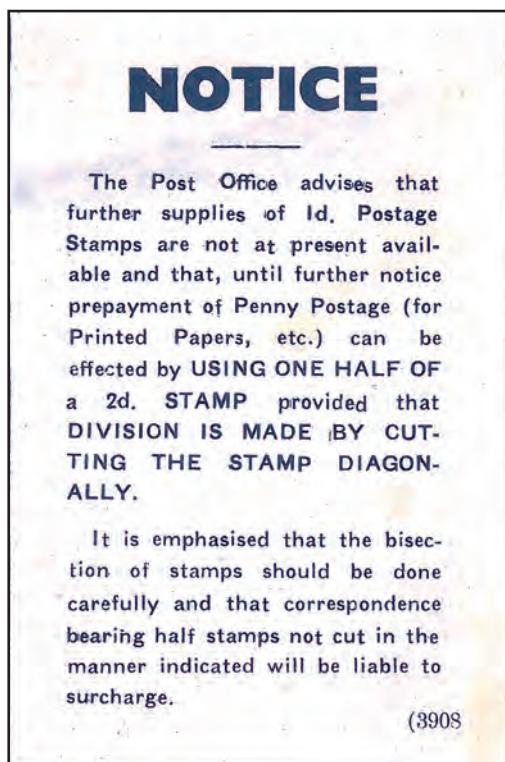 NOTICE
The Post Office advises that
further supplies of 1d. Postage
Stamps are not at present avail-
able and that, until further notice
prepayment of Penny Postage (for
Printed Papers, etc.) can be
effected by USING ONE HALF OF
a 2d. STAMP provided that
DIVISION IS MADE BY CUT-
TING THE STAMP DIAGON-
ALLY.
It is emphasised that the bisec-
tion of stamps should be done
carefully and that correspondence
bearing half stamps not cut in the
manner indicated will be liable to
surcharge.
(3908